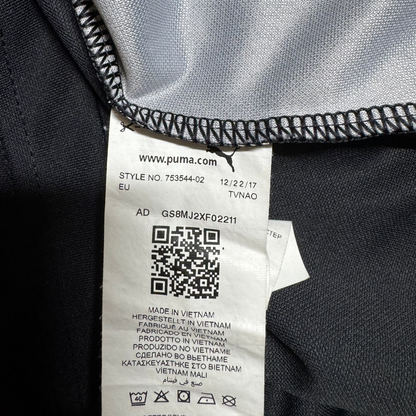 www.puma.com
STYLE NO. 753544-02 12/22/17
EU TVNAO
AD GS8MJ2XF02211
MADE IN VIETNAM
HERGESTELLT IN VIETNAM
FABRIQUÉ AU VIETNAM
FABRICADO EN VIETNAM
PRODOTTO IN VIETNAM
PRODUZIDO NO VIETNAME
СДЕЛАНО ВО ВЬЕТНАМЕ
ΚΑΤΑΣΚΕΥΑΣΤΗΚΕ ΣΤΟ ΒΙΕΤΝΑΜ
VIETNAM MALI
صنع في فيتنام
40